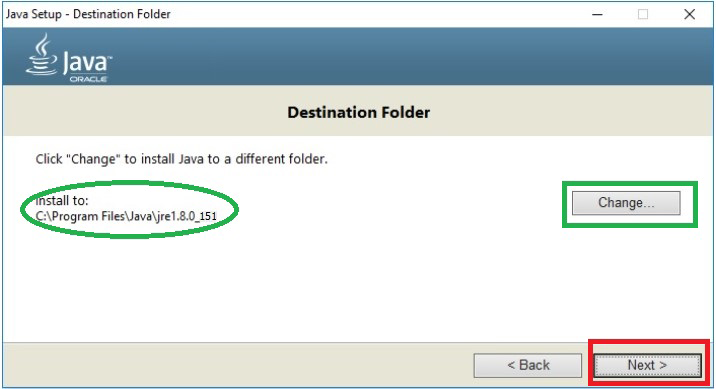 Java Setup - Destination Folder
Java™
ORACLE
Destination Folder
Click "Change" to install Java to a different folder.
Install to:
Change...
C:\Program Files\Java\jre1.8.0_151
< Back
Next >